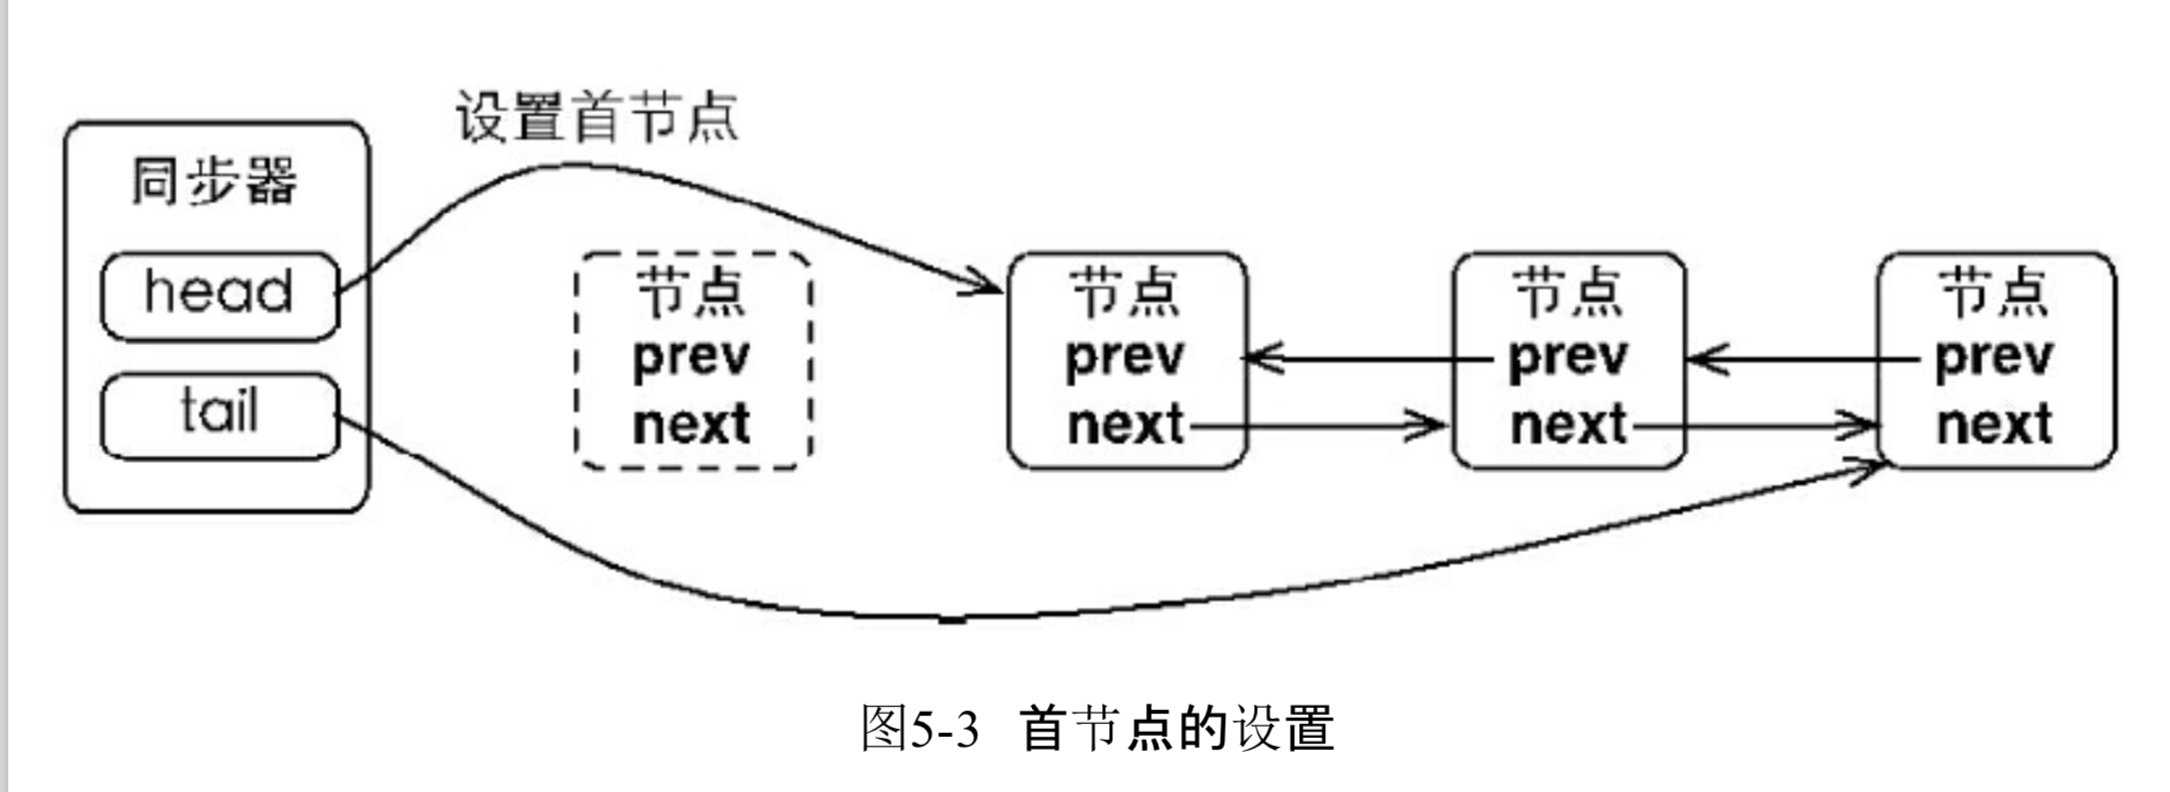 设置首节点
同步器
head
tail
节点
prev
next
节点
prev
next
节点
prev
next
节点
prev
next
图5-3 首节点的设置